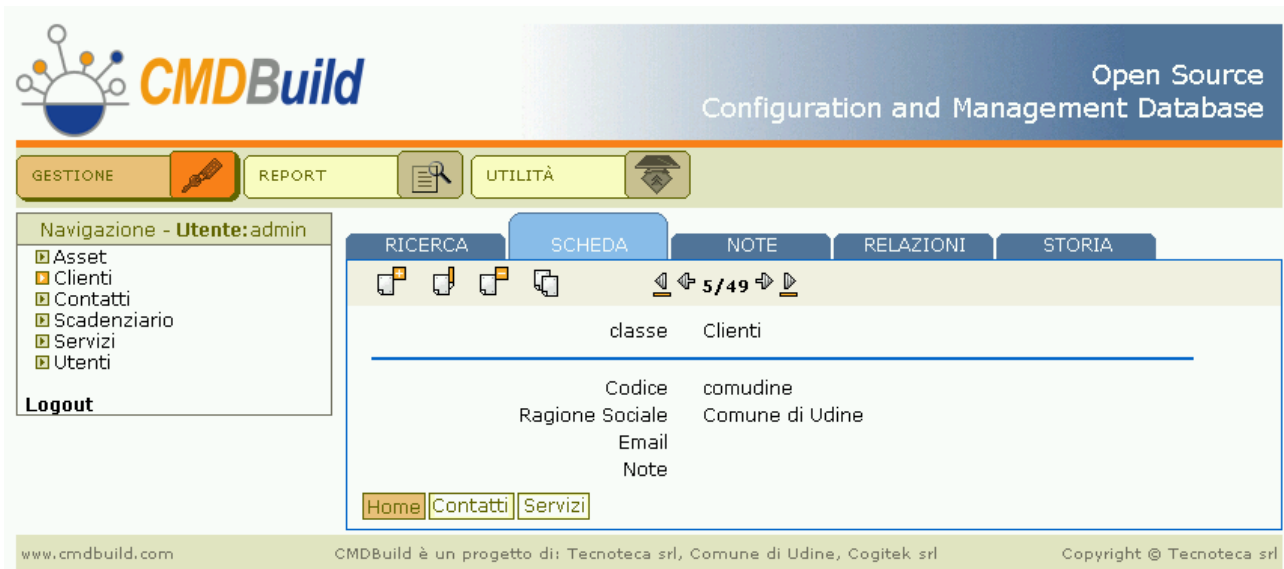 CMDBuild
Open Source
Configuration and Management Database
GESTIONE
REPORT
UTILITÀ
Navigazione - Utente:admin
Asset
Clienti
Contatti
Scadenziario
Servizi
Utenti
Logout
RICERCA
SCHEDA
NOTE
RELAZIONI
STORIA
5/49
classe Clienti
Codice comudine
Ragione Sociale Comune di Udine
Email
Note
Home Contatti Servizi
www.cmdbuild.com CMDBuild è un progetto di: Tecnoteca srl, Comune di Udine, Cogitek srl Copyright © Tecnoteca srl